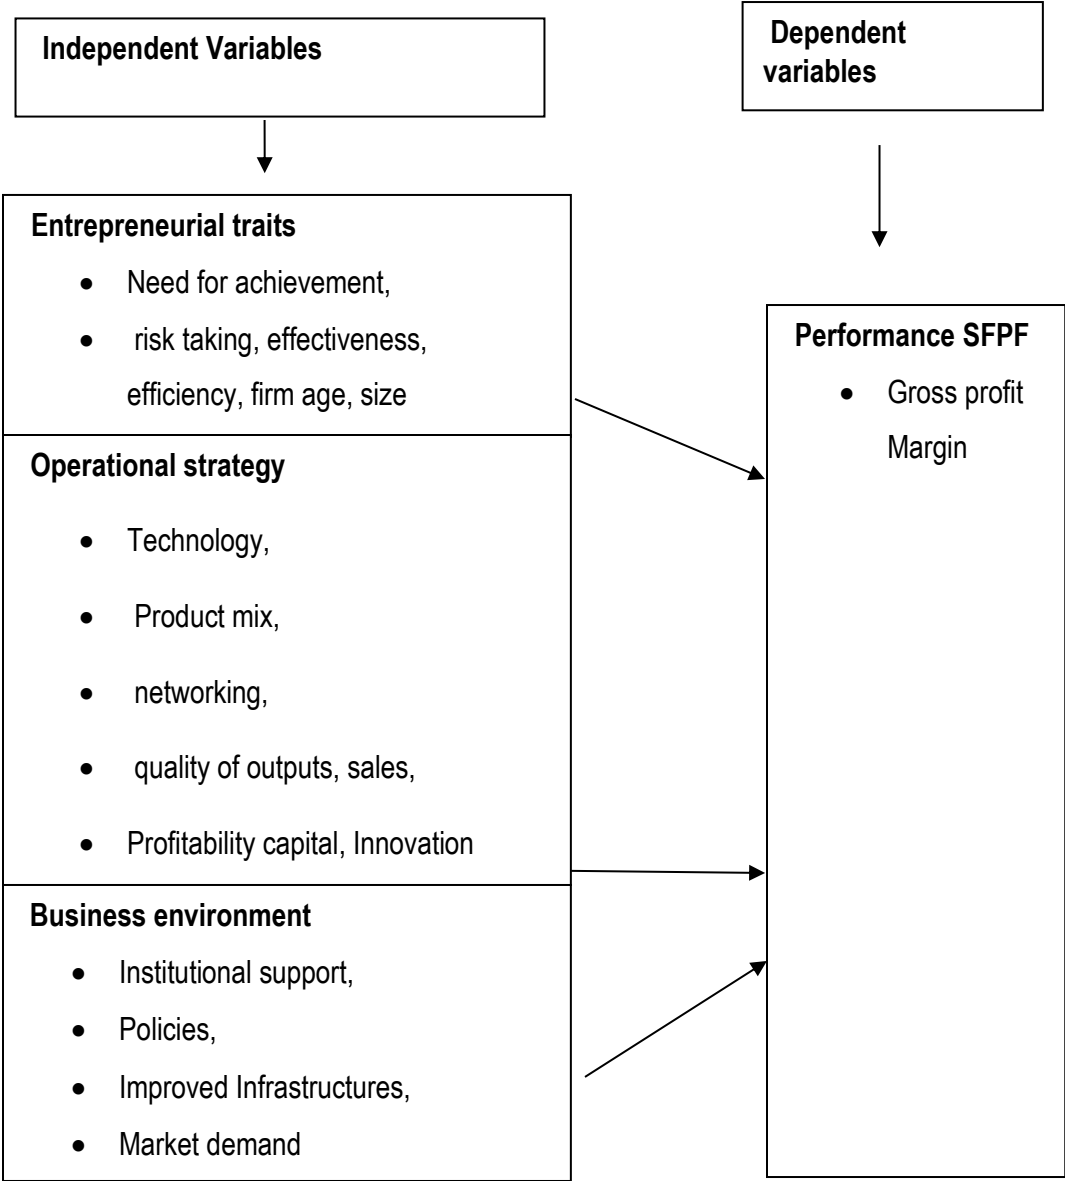 Independent Variables
Dependent
variables
Entrepreneurial traits
• Need for achievement,
• risk taking, effectiveness,
efficiency, firm age, size
Operational strategy
• Technology,
• Product mix,
• networking,
• quality of outputs, sales,
• Profitability capital, Innovation
Business environment
• Institutional support,
• Policies,
• Improved Infrastructures,
• Market demand
Performance SFPF
• Gross profit
Margin